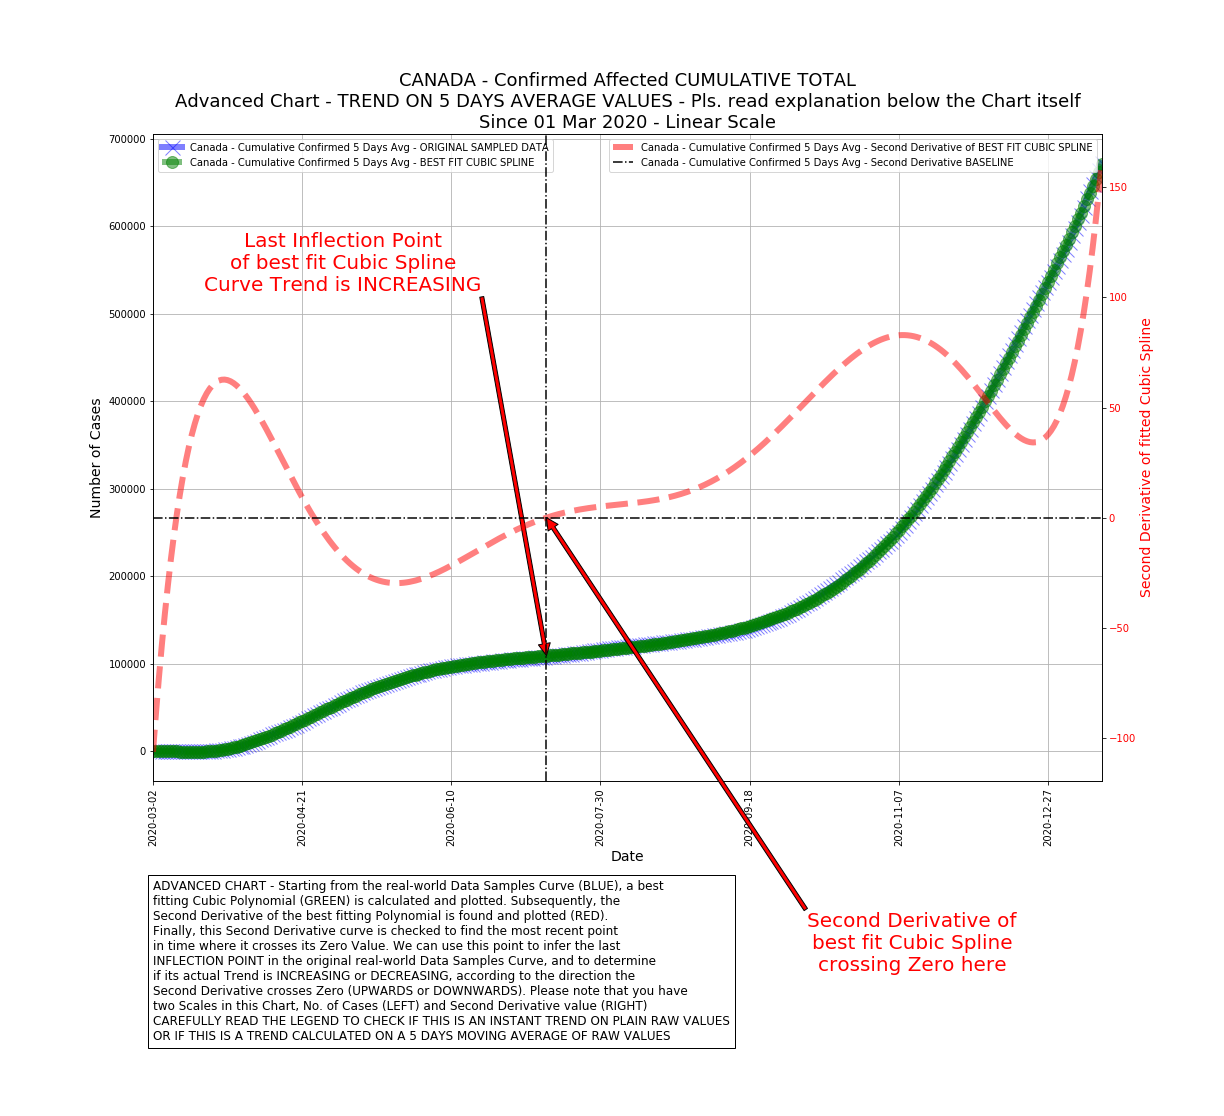 CANADA - Confirmed Affected CUMULATIVE TOTAL
Advanced Chart - TREND ON 5 DAYS AVERAGE VALUES - Pls. read explanation below the Chart itself
Since 01 Mar 2020 - Linear Scale
Canada - Cumulative Confirmed 5 Days Avg - ORIGINAL SAMPLED DATA
Canada - Cumulative Confirmed 5 Days Avg - BEST FIT CUBIC SPLINE
Canada - Cumulative Confirmed 5 Days Avg - Second Derivative of BEST FIT CUBIC SPLINE
Canada - Cumulative Confirmed 5 Days Avg - Second Derivative BASELINE
700000
600000
500000
400000
300000
200000
100000
0
Number of Cases
Last Inflection Point
of best fit Cubic Spline
Curve Trend is INCREASING
150
100
50
0
−50
−100
Second Derivative of fitted Cubic Spline
2020-03-02
2020-04-21
2020-06-10
2020-07-30
2020-09-18
2020-11-07
2020-12-27
Date
ADVANCED CHART - Starting from the real-world Data Samples Curve (BLUE), a best
fitting Cubic Polynomial (GREEN) is calculated and plotted. Subsequently, the
Second Derivative of the best fitting Polynomial is found and plotted (RED).
Finally, this Second Derivative curve is checked to find the most recent point
in time where it crosses its Zero Value. We can use this point to infer the last
INFLECTION POINT in the original real-world Data Samples Curve, and to determine
if its actual Trend is INCREASING or DECREASING, according to the direction the
Second Derivative crosses Zero (UPWARDS or DOWNWARDS). Please note that you have
two Scales in this Chart, No. of Cases (LEFT) and Second Derivative value (RIGHT)
CAREFULLY READ THE LEGEND TO CHECK IF THIS IS AN INSTANT TREND ON PLAIN RAW VALUES
OR IF THIS IS A TREND CALCULATED ON A 5 DAYS MOVING AVERAGE OF RAW VALUES
Second Derivative of
best fit Cubic Spline
crossing Zero here